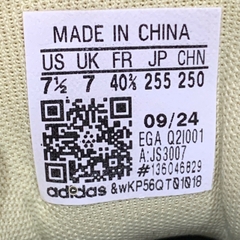 MADE IN CHINA
US UK FR JP CHN
7½ 7 40⅔ 255 250
09/24
EGA Q2I001
A:JS3007
#:136046829
adidas &wKP56QT01018